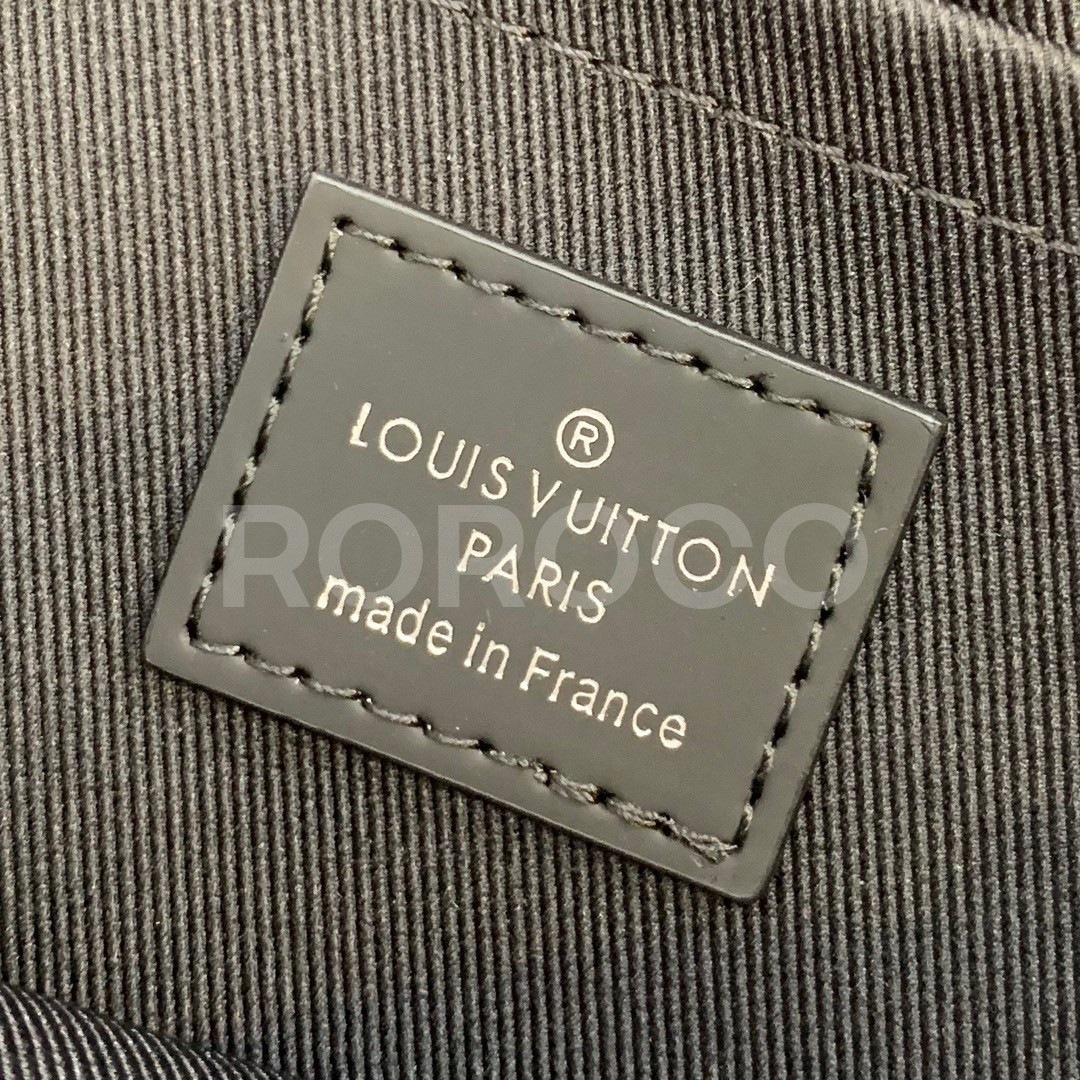 ®
LOUIS VUITTON
PARIS
made in France
ROROCO